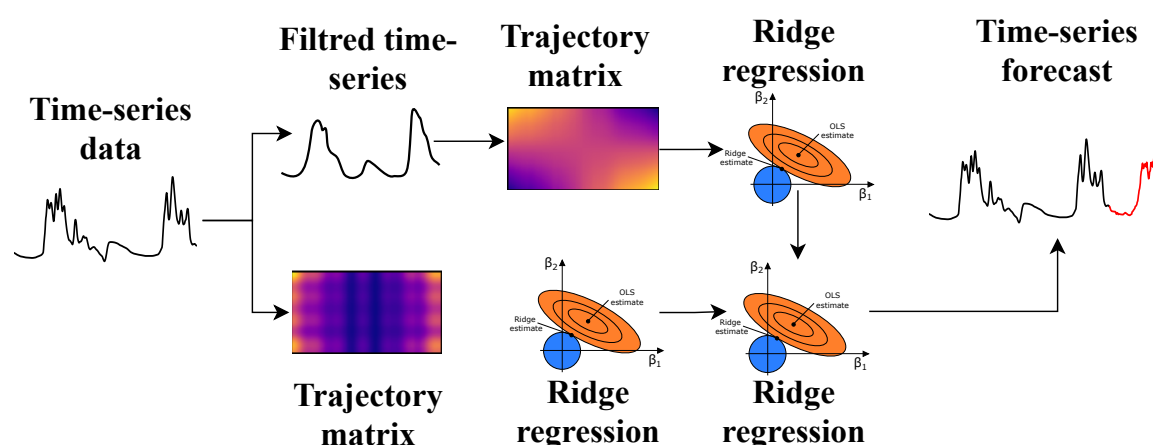 Time-series
data
Filtred time-
series
Trajectory
matrix
Ridge
regression
Time-series
forecast
β2
OLS
estimate
Ridge
estimate
β1
Trajectory
matrix
β2
OLS
estimate
Ridge
estimate
β1
Ridge
regression
β2
OLS
estimate
Ridge
estimate
β1
Ridge
regression